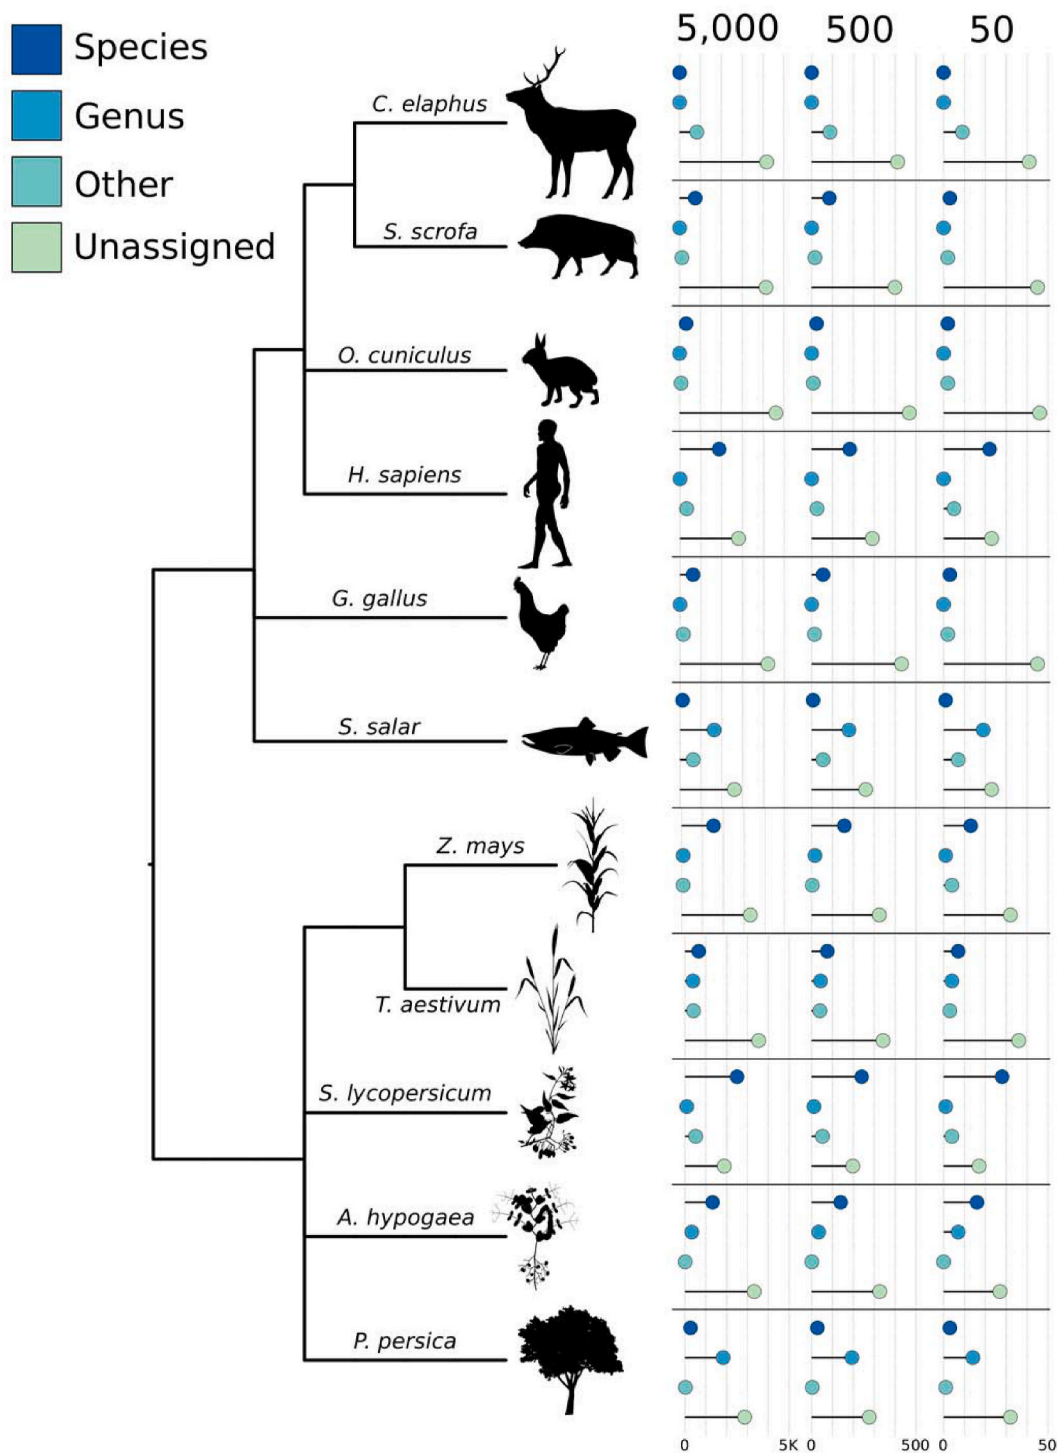 Species
Genus
Other
Unassigned
5,000 500 50
C. elaphus
S. scrofa
O. cuniculus
H. sapiens
G. gallus
S. salar
Z. mays
T. aestivum
S. lycopersicum
A. hypogaea
P. persica
0 5K 0 500 0 50